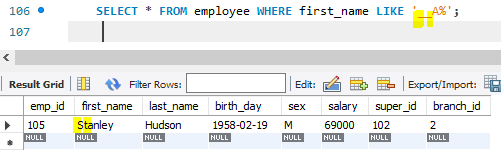 106 SELECT * FROM employee WHERE first_name LIKE '__A%';
107
Result Grid Filter Rows: Edit: Export/Import:
emp_id first_name last_name birth_day sex salary super_id branch_id
105 Stanley Hudson 1958-02-19 M 69000 102 2
NULL NULL NULL NULL NULL NULL NULL NULL